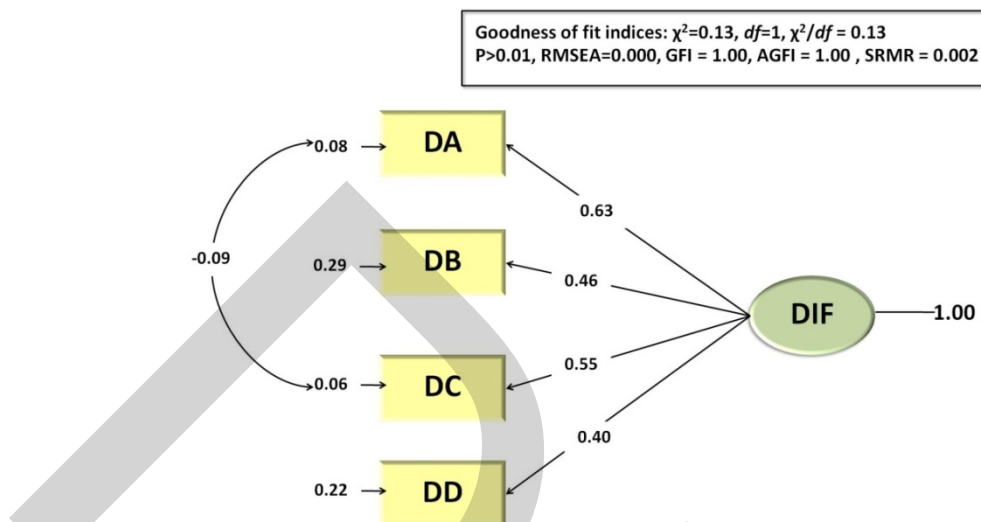 Goodness of fit indices: χ²=0.13, df=1, χ²/df = 0.13
P>0.01, RMSEA=0.000, GFI = 1.00, AGFI = 1.00 , SRMR = 0.002
0.08
DA
0.63
-0.09
0.29
DB
0.46
DIF
1.00
0.06
DC
0.55
0.40
0.22
DD